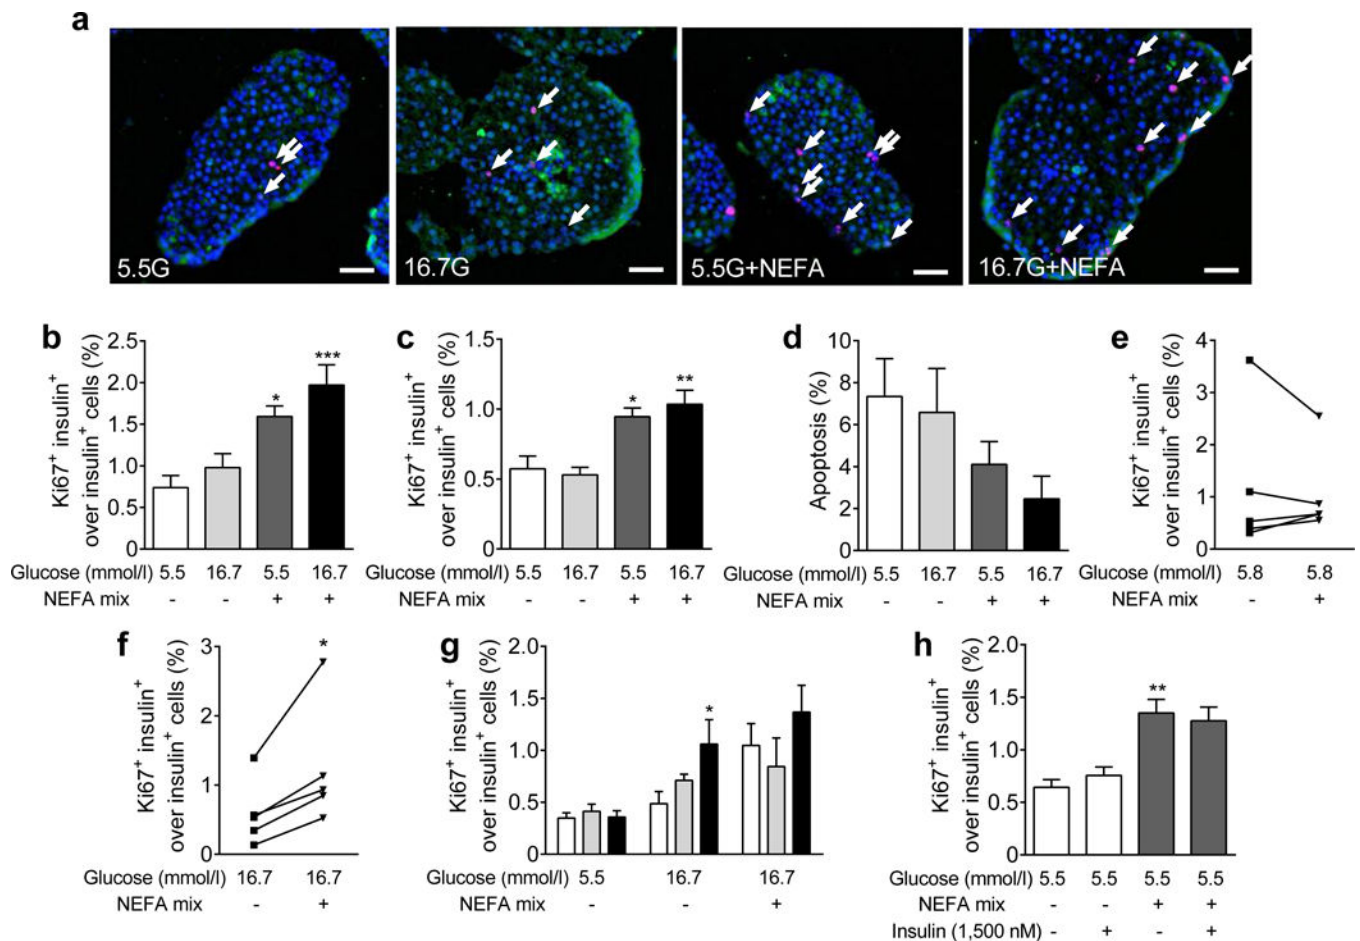 a
5.5G
16.7G
5.5G+NEFA
16.7G+NEFA
b
Ki67+ insulin+
over insulin+ cells (%)
2.5
2.0
1.5
1.0
0.5
0
*
***
Glucose (mmol/l) 5.5 16.7 5.5 16.7
NEFA mix - - + +
c
Ki67+ insulin+
over insulin+ cells (%)
1.5
1.0
0.5
0
*
**
Glucose (mmol/l) 5.5 16.7 5.5 16.7
NEFA mix - - + +
d
Apoptosis (%)
10
8
6
4
2
0
Glucose (mmol/l) 5.5 16.7 5.5 16.7
NEFA mix - - + +
e
Ki67+ insulin+
over insulin+ cells (%)
4
3
2
1
0
Glucose (mmol/l) 5.8 5.8
NEFA mix - +
f
Ki67+ insulin+
over insulin+ cells (%)
3
2
1
0
*
Glucose (mmol/l) 16.7 16.7
NEFA mix - +
g
Ki67+ insulin+
over insulin+ cells (%)
2.0
1.5
1.0
0.5
0
*
Glucose (mmol/l) 5.5 16.7 16.7
NEFA mix - - +
h
Ki67+ insulin+
over insulin+ cells (%)
2.0
1.5
1.0
0.5
0
**
Glucose (mmol/l) 5.5 5.5 5.5 5.5
NEFA mix - - + +
Insulin (1,500 nM) - + - +